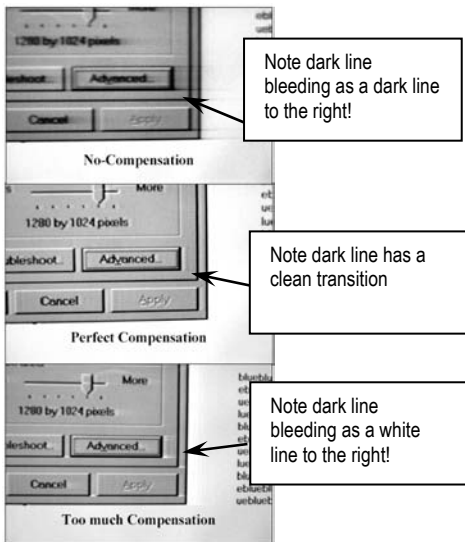 1280 by 1024 pixels
Advanced...
Cancel
Apply
No-Compensation
Note dark line
bleeding as a dark line
to the right!
More
1280 by 1024 pixels
ubleshoot...
Advanced...
Cancel
Apply
Perfect Compensation
Note dark line has a
clean transition
More
1280 by 1024 pixels
leshoot...
Advanced...
Cancel
Apply
Too much Compensation
Note dark line
bleeding as a white
line to the right!